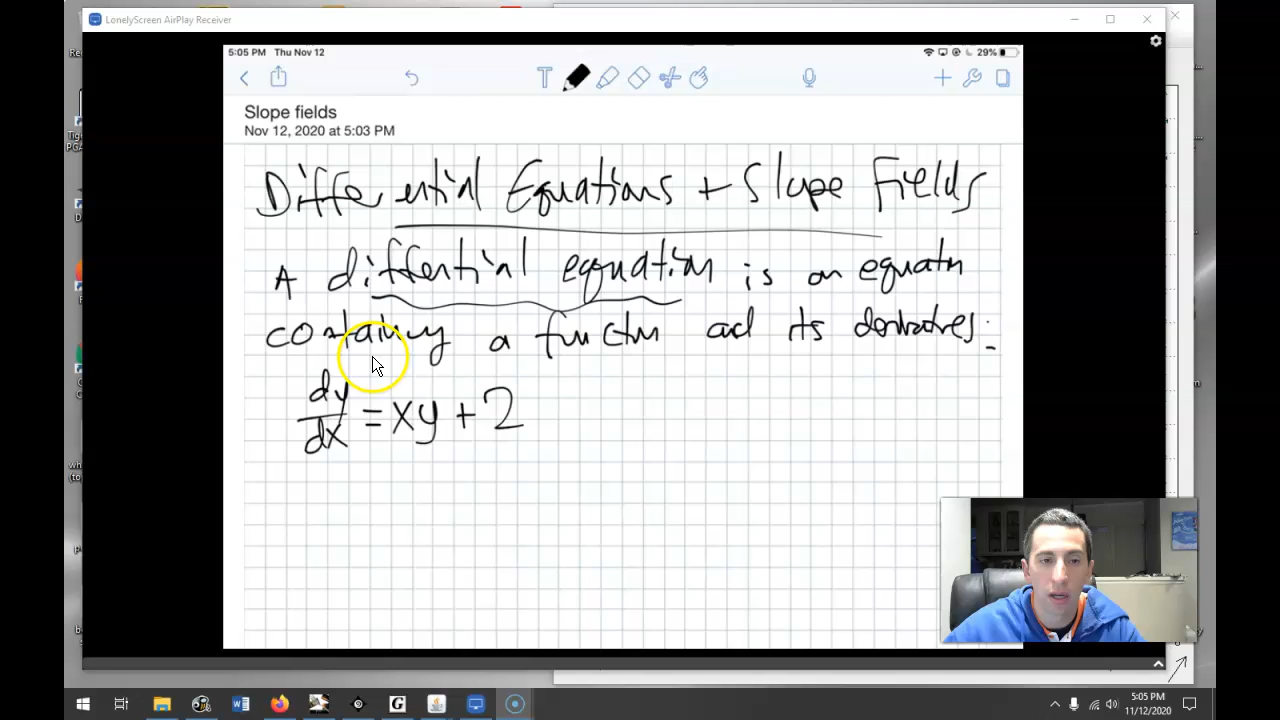 LonelyScreen AirPlay Receiver
5:05 PM Thu Nov 12
29%
T
Slope fields
Nov 12, 2020 at 5:03 PM
Differential Equations + Slope Fields
A differential equation is an equatn
containing a functn and its derivatives:
dy/dx = xy + 2
W
G
5:05 PM
11/12/2020